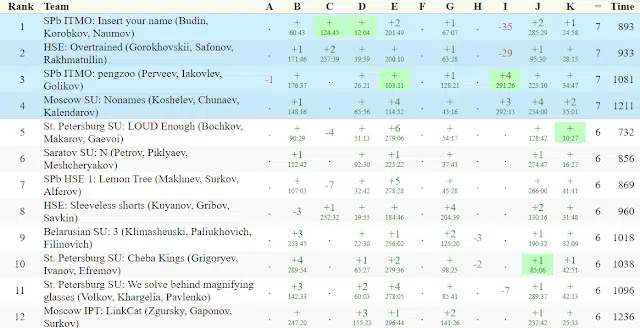 Rank Team A B C D E F G H I J K = Time
1 SPb ITMO: Insert your name (Budin, . + + + +2 . +1 . -35 +2 +1 7 893
Korobkov, Naumov) 60:43 124:45 12:04 201:49 67:07 285:29 24:58
2 HSE: Overtrained (Gorokhovskii, Safonov, . +1 +2 + + . +1 . -29 +1 + 7 933
Rakhmatullin) 171:46 257:39 19:59 200:10 63:28 95:30 28:15
3 SPb ITMO: pengzoo (Perveev, Iakovlev, -1 + . + + . +1 . +4 + + 7 1081
Golikov) 176:37 26:21 103:11 128:21 291:26 223:10 34:47
4 Moscow SU: Nonames (Koshelev, Chunaev, . +1 . + +4 . + . +3 +4 +2 7 1211
Kalendarov) 148:16 65:56 114:52 43:16 292:13 234:00 35:01
5 St. Petersburg SU: LOUD Enough (Bochkov, . + -4 + +6 . + . . + + 6 732
Makarov, Gaevoi) 90:29 51:13 279:06 54:17 128:42 10:27
6 Saratov SU: N (Petrov, Piklyaev, . +1 . + +1 . + . . +1 + 6 856
Meshcheryakov) 152:42 92:30 225:22 37:43 274:47 16:27
7 SPb HSE 1: Lemon Tree (Makhnev, Surkov, . + -7 + +5 . + . . + + 6 869
Alferov) 107:03 32:42 278:28 45:28 266:00 41:41
8 HSE: Sleeveless shorts (Kuyanov, Gribov, . -3 +1 + +4 . +4 . . +2 + 6 960
Savkin) 252:32 19:55 184:46 204:39 130:16 31:48
9 Belarusian SU: 3 (Klimasheuski, Paliukhovich, . +3 . + +1 . +2 -3 . + + 6 1018
Filinovich) 253:45 22:30 256:02 125:20 190:32 32:09
10 St. Petersburg SU: Cheba Kings (Grigoryev, . +4 . + +2 . + -2 . +1 +1 6 1038
Ivanov, Efremov) 289:54 65:27 279:36 98:25 85:06 42:51
11 St. Petersburg SU: We solve behind magnifying . +3 . +2 +4 . + . -7 +1 +2 6 1096
glasses (Volkov, Khargelia, Pavlenko) 142:33 60:03 278:05 85:41 289:37 42:13
12 Moscow IPT: LinkCat (Zgursky, Gaponov, . + . +3 +1 . +2 . . +1 + 6 1236
Surkov) 247:20 155:23 296:44 141:26 232:42 25:33